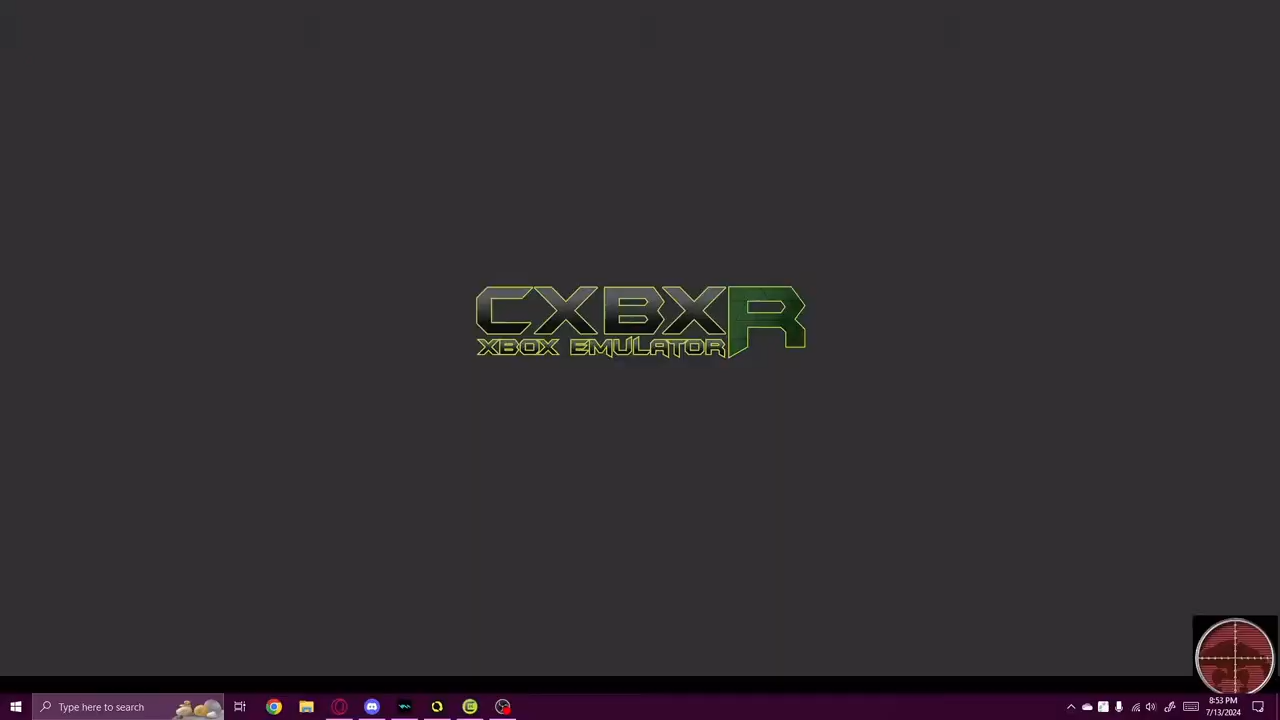 CXBXR
XBOX EMULATOR
Type here to search
8:53 PM
7/13/2024